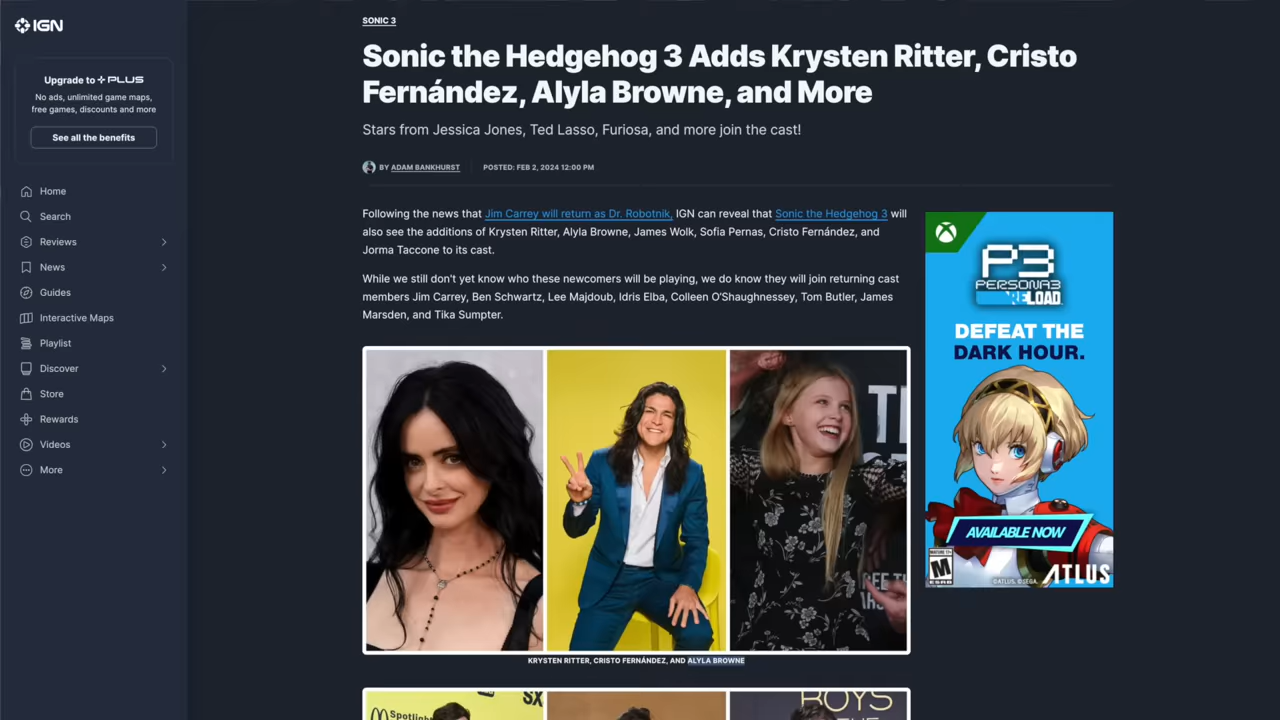 IGN
Upgrade to PLUS
No ads, unlimited game maps,
free games, discounts and more
See all the benefits
Home
Search
Reviews
News
Guides
Interactive Maps
Playlist
Discover
Store
Rewards
Videos
More
SONIC 3
Sonic the Hedgehog 3 Adds Krysten Ritter, Cristo
Fernández, Alyla Browne, and More
Stars from Jessica Jones, Ted Lasso, Furiosa, and more join the cast!
BY ADAM BANKHURST
POSTED: FEB 2, 2024 12:00 PM
Following the news that Jim Carrey will return as Dr. Robotnik, IGN can reveal that Sonic the Hedgehog 3 will
also see the additions of Krysten Ritter, Alyla Browne, James Wolk, Sofia Pernas, Cristo Fernández, and
Jorma Taccone to its cast.
While we still don't yet know who these newcomers will be playing, we do know they will join returning cast
members Jim Carrey, Ben Schwartz, Lee Majdoub, Idris Elba, Colleen O'Shaughnessey, Tom Butler, James
Marsden, and Tika Sumpter.
KRYSTEN RITTER, CRISTO FERNÁNDEZ, AND ALYLA BROWNE
Spotlight
SX
BOYS
P3
PERSONA3
RELOAD
DEFEAT THE
DARK HOUR.
AVAILABLE NOW
MATURE 17+
M
ESRB
©ATLUS. ©SEGA.
ATLUS